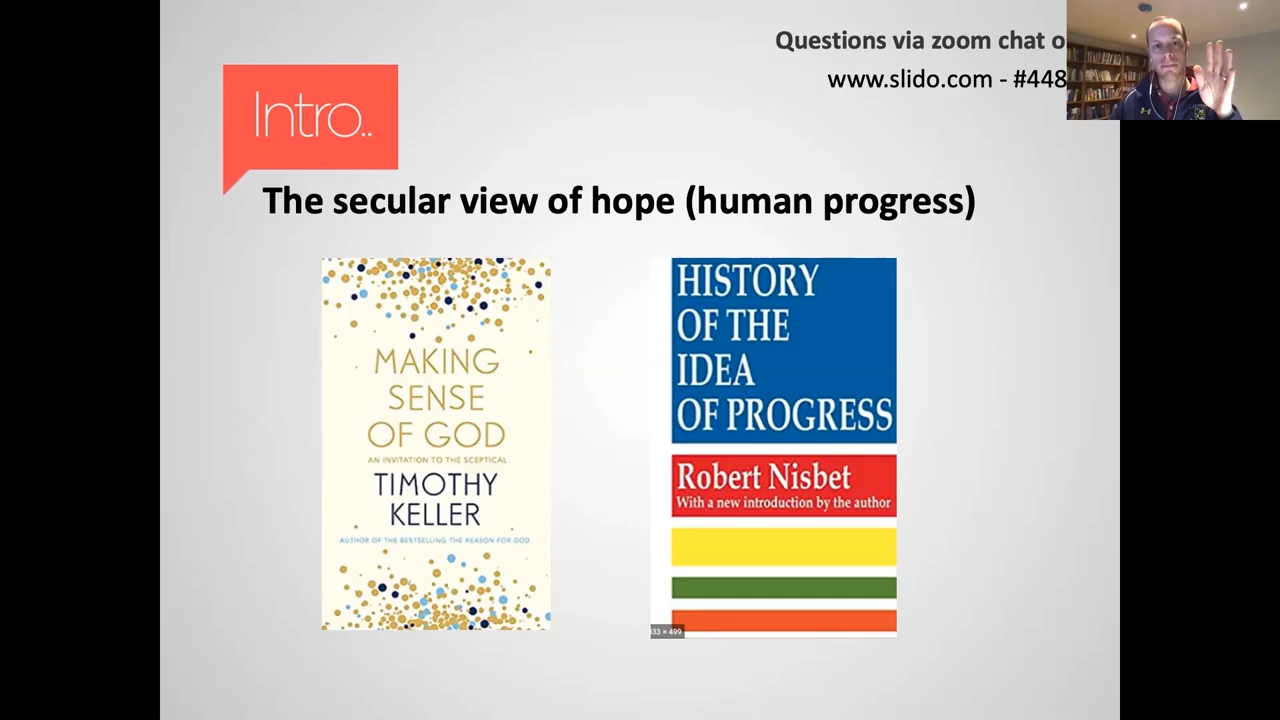 Questions via zoom chat o
www.slido.com - #448
Intro..
The secular view of hope (human progress)
MAKING
SENSE
OF GOD
AN INVITATION TO THE SCEPTICAL
TIMOTHY
KELLER
AUTHOR OF THE BESTSELLING THE REASON FOR GOD
HISTORY
OF THE
IDEA
OF PROGRESS
Robert Nisbet
With a new introduction by the author
333 × 499